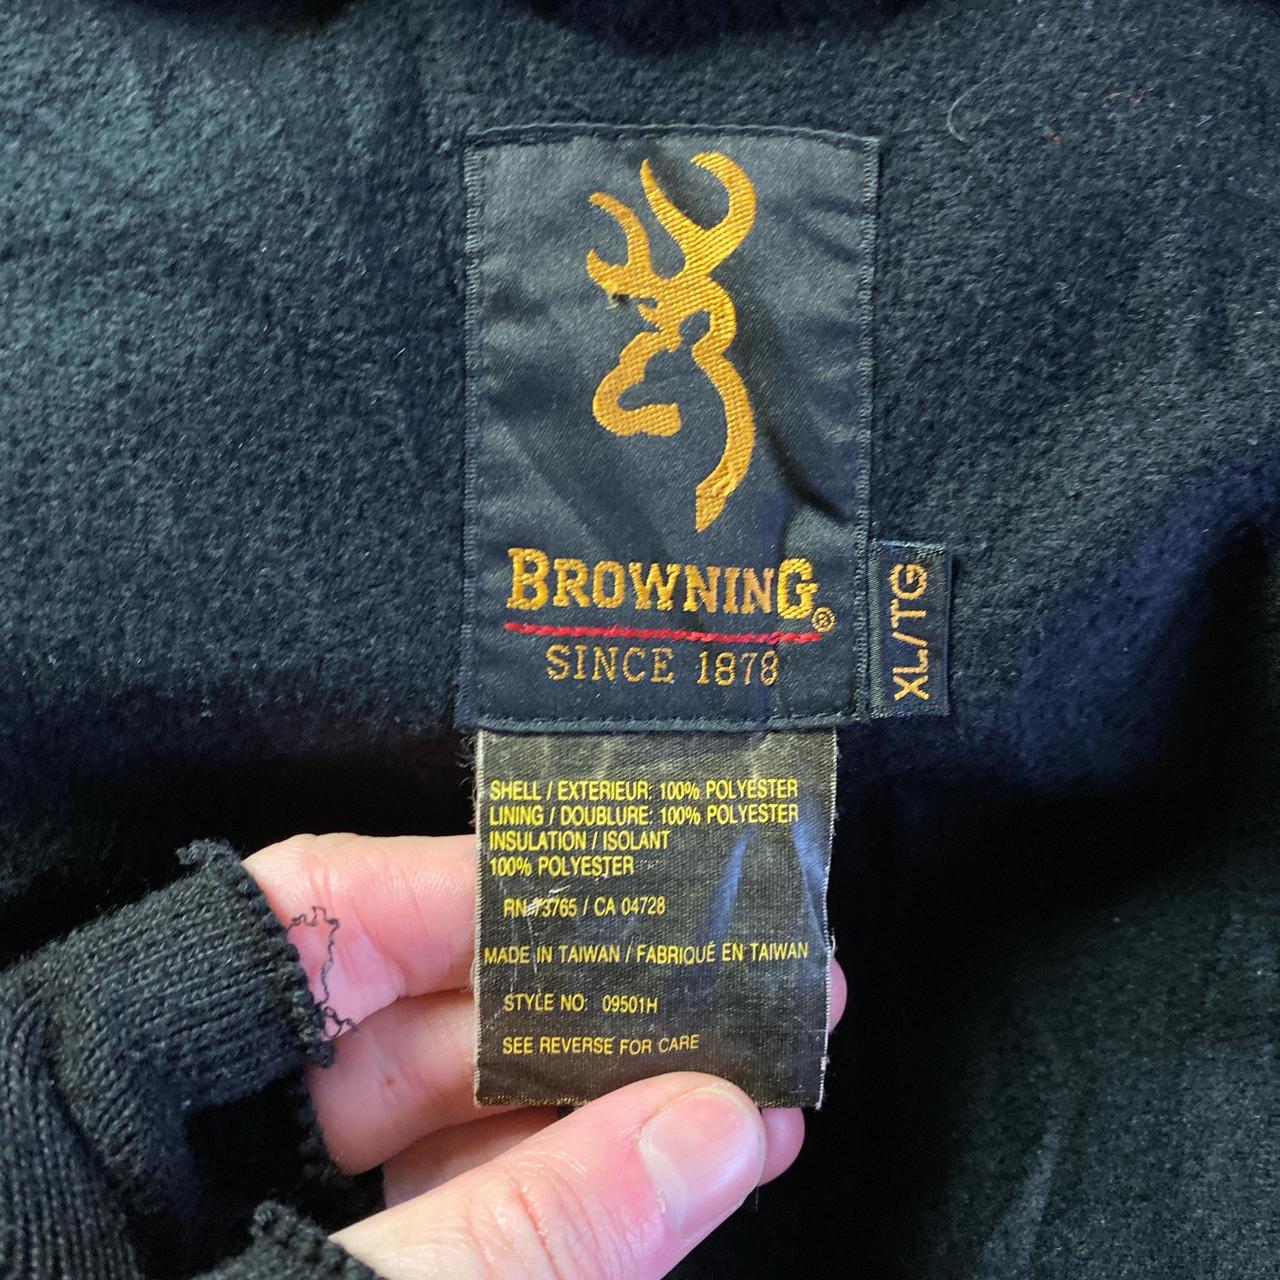 BROWNING®
SINCE 1878
XL/TG
SHELL / EXTERIEUR: 100% POLYESTER
LINING / DOUBLURE: 100% POLYESTER
INSULATION / ISOLANT
100% POLYESTER
RN 73765 / CA 04728
MADE IN TAIWAN / FABRIQUÉ EN TAIWAN
STYLE NO: 09501H
SEE REVERSE FOR CARE